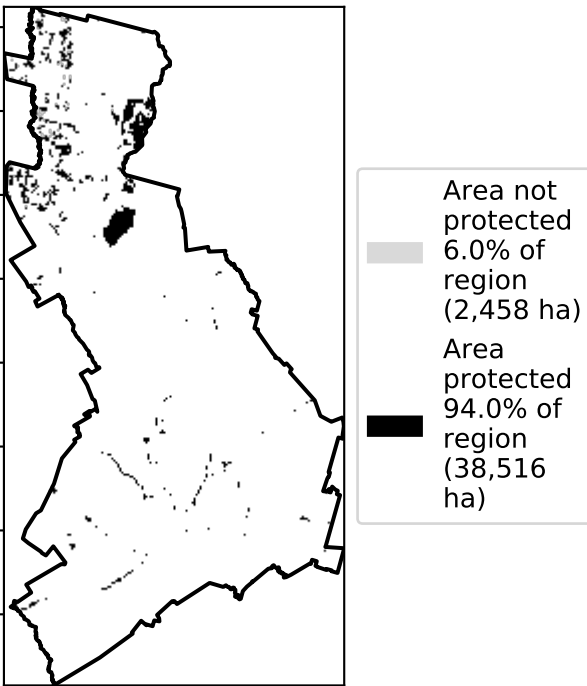 Area not
protected
6.0% of
region
(2,458 ha)
Area
protected
94.0% of
region
(38,516
ha)